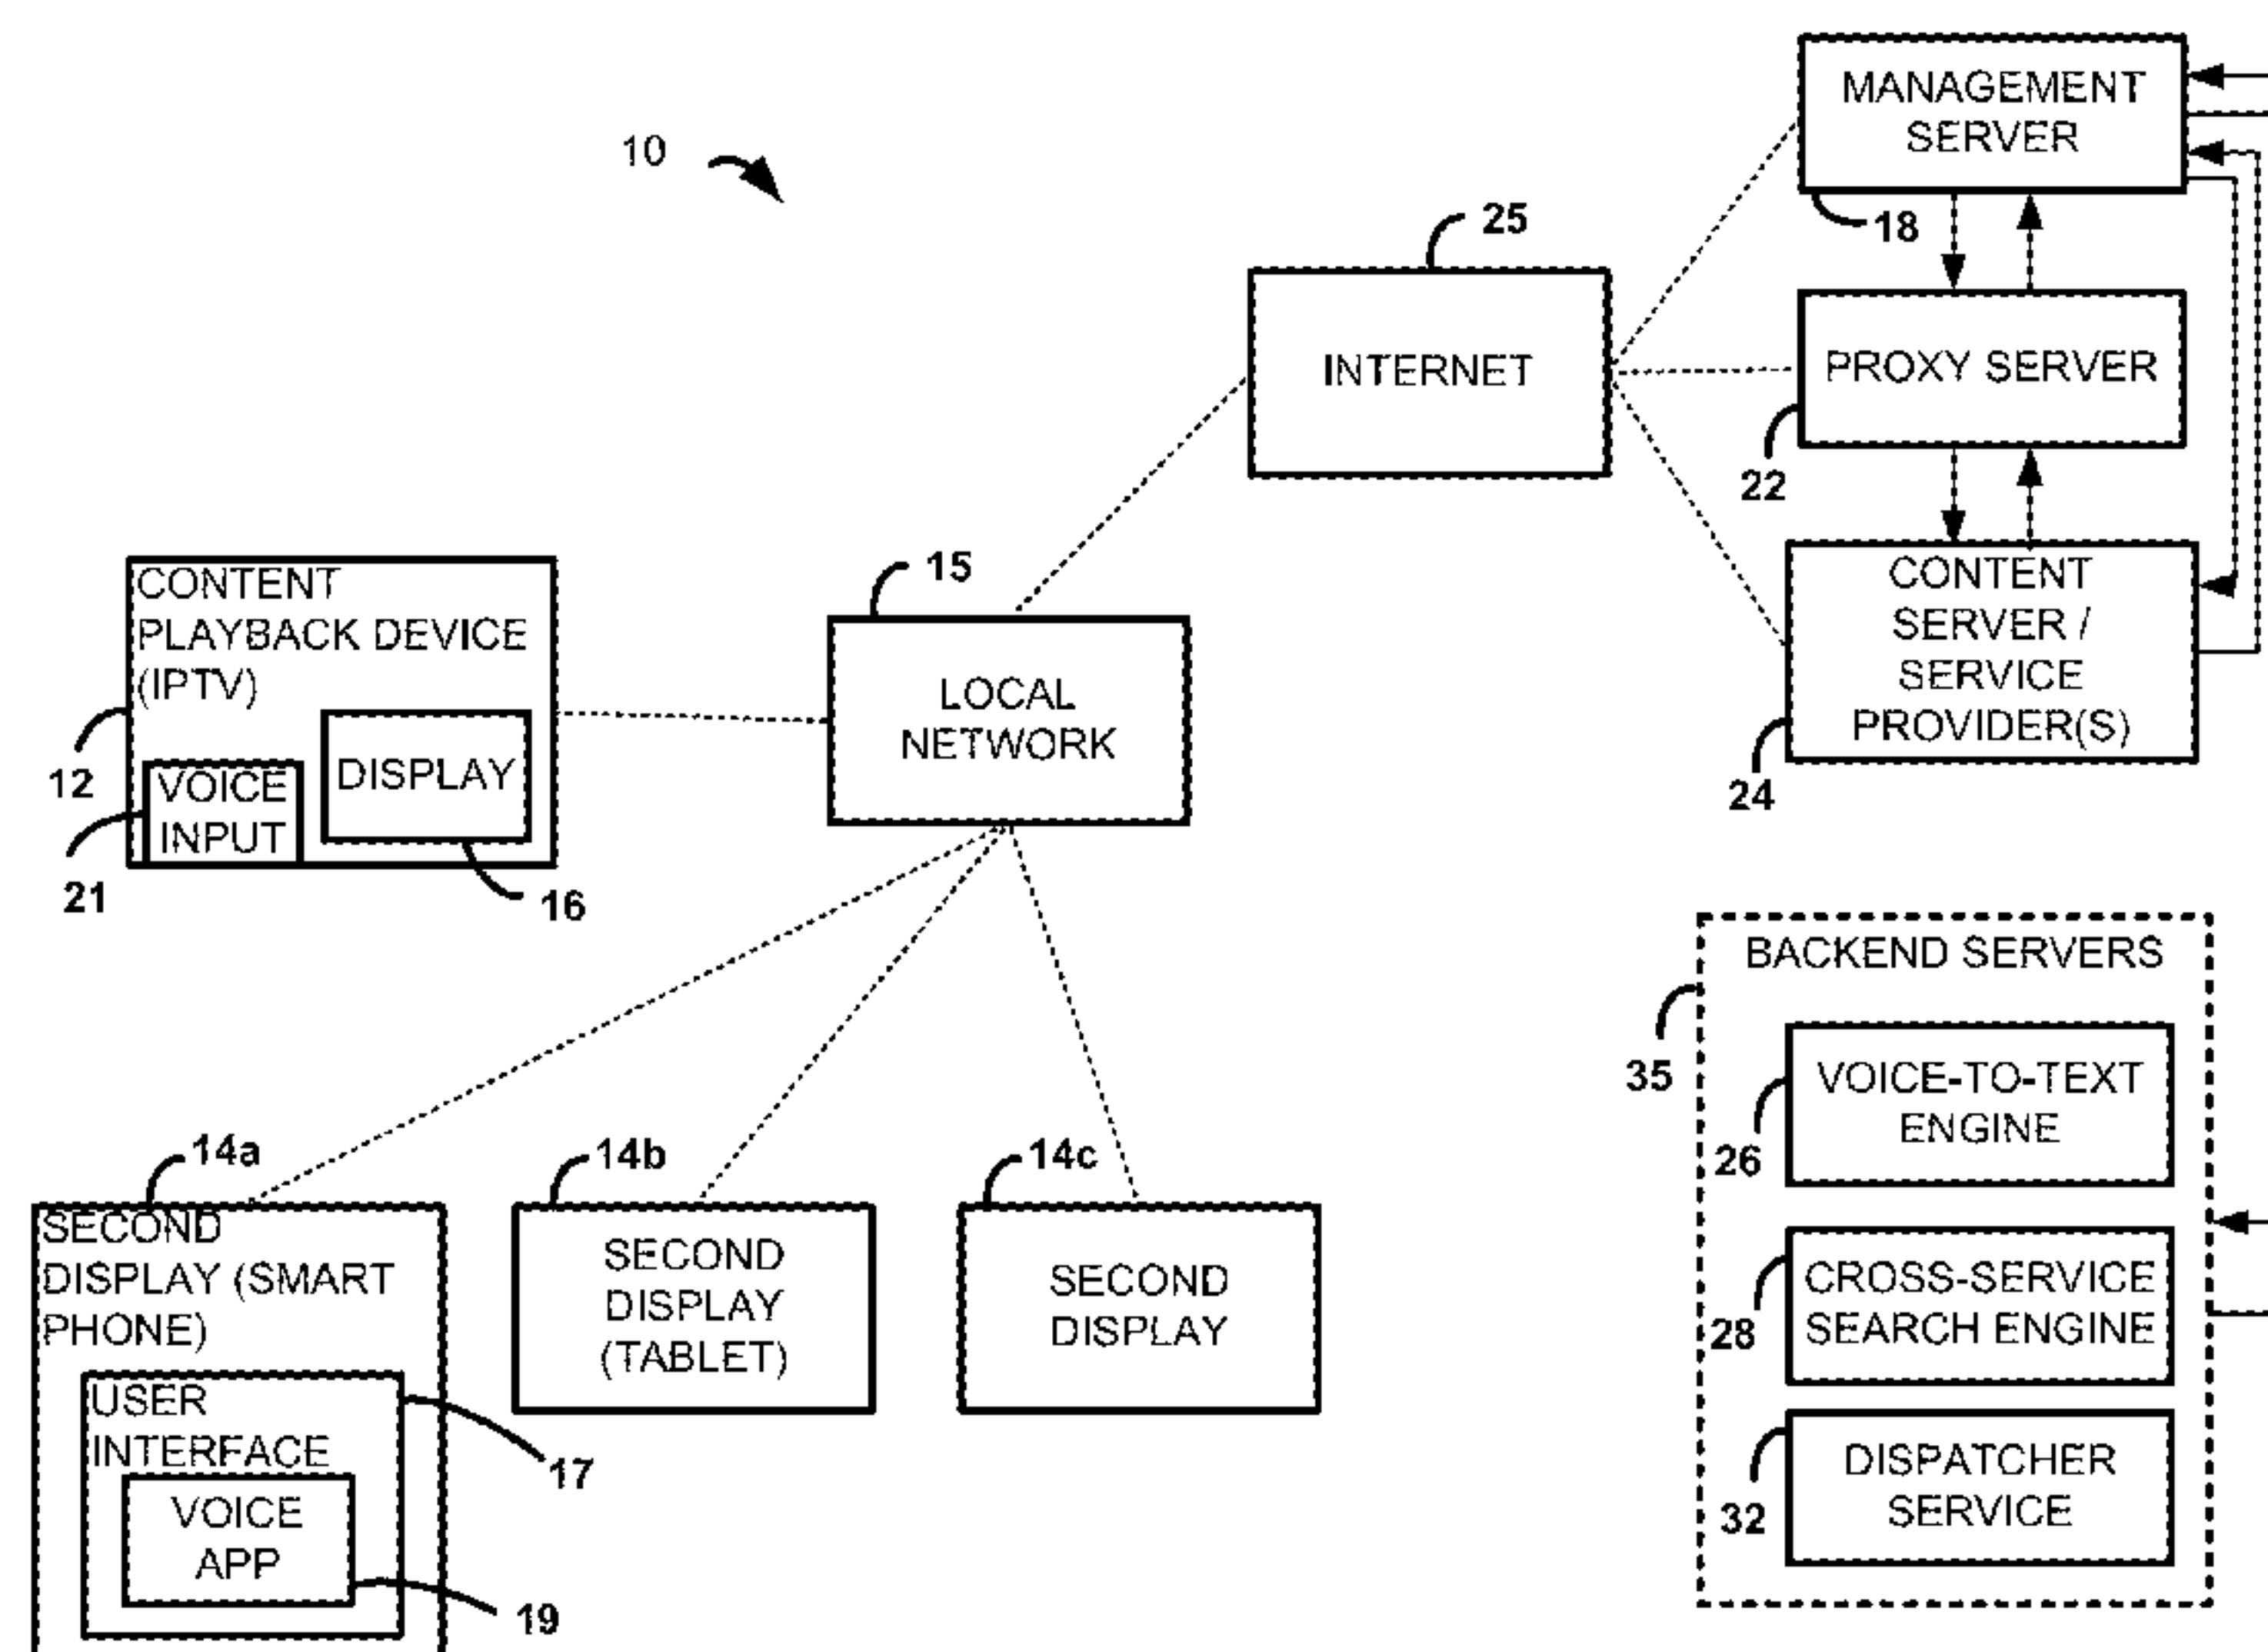 10
MANAGEMENT
SERVER
18
25
INTERNET
PROXY SERVER
22
CONTENT
SERVER /
SERVICE
PROVIDER(S)
24
15
LOCAL
NETWORK
CONTENT
PLAYBACK DEVICE
(IPTV)
12
DISPLAY
VOICE
INPUT
21
16
BACKEND SERVERS
35
VOICE-TO-TEXT
ENGINE
26
CROSS-SERVICE
SEARCH ENGINE
28
DISPATCHER
SERVICE
32
14a
SECOND
DISPLAY (SMART
PHONE)
USER
INTERFACE
17
VOICE
APP
19
14b
SECOND
DISPLAY
(TABLET)
14c
SECOND
DISPLAY